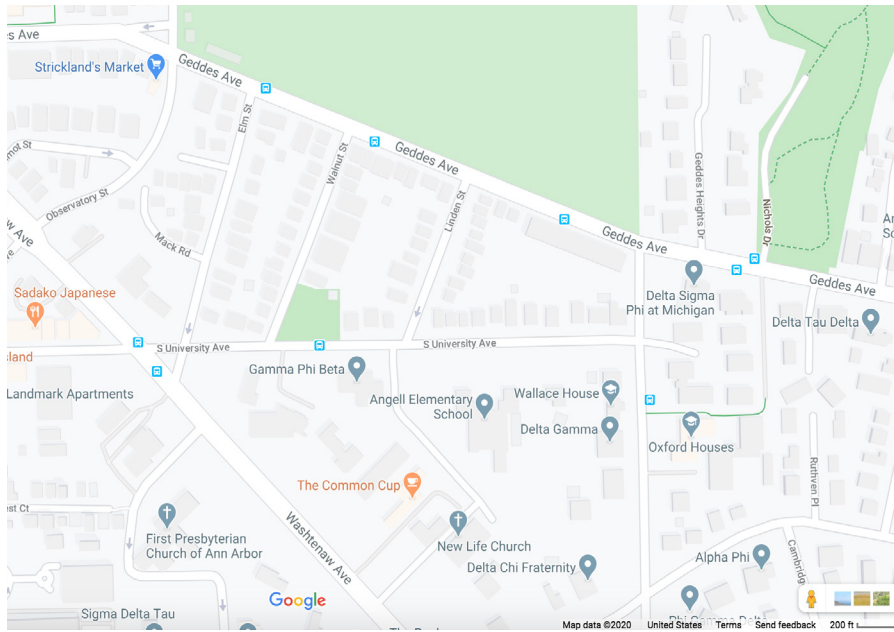 s Ave
Strickland's Market
Geddes Ave
Elm St
Walnut St
Geddes Ave
Geddes Heights Dr
Observatory St
Linden St
Nichols Dr
w Ave
Mack Rd
Geddes Ave
Geddes Ave
Sadako Japanese
Delta Sigma
Phi at Michigan
Delta Tau Delta
S University Ave
S University Ave
Gamma Phi Beta
Landmark Apartments
Angell Elementary
School
Wallace House
Delta Gamma
Oxford Houses
Ruthven Pl
The Common Cup
Washtenaw Ave
First Presbyterian
Church of Ann Arbor
New Life Church
Delta Chi Fraternity
Alpha Phi
Cambridg
Google
Sigma Delta Tau
Map data ©2020 United States Terms Send feedback 200 ft